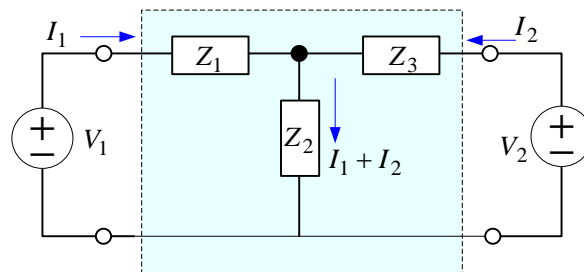 I₁ I₂
Z₁ Z₃
+ − V₁ Z₂ I₁ + I₂ V₂ + −